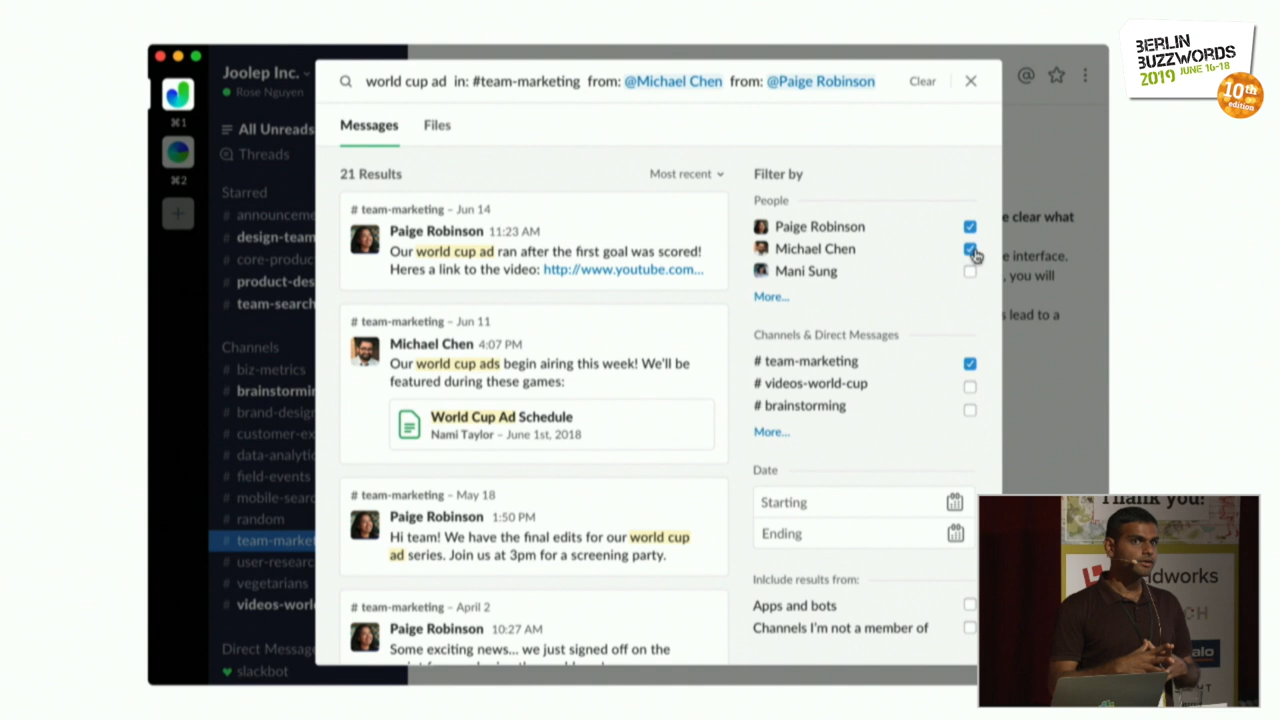 Joolep Inc.
Rose Nguyen
⌘1
⌘2
All Unreads
Threads
Starred
# announceme
# design-team
# core-produc
# product-des
# team-search
Channels
# biz-metrics
# brainstormi
# brand-desig
# customer-ex
# data-analyti
# field-events
# mobile-sear
# random
# team-market
# user-researc
# vegetarians
# videos-worl
Direct Messag
slackbot
world cup ad in: #team-marketing from: @Michael Chen from: @Paige Robinson
Clear
Messages
Files
21 Results
Most recent
# team-marketing – Jun 14
Paige Robinson 11:23 AM
Our world cup ad ran after the first goal was scored!
Heres a link to the video: http://www.youtube.com...
# team-marketing – Jun 11
Michael Chen 4:07 PM
Our world cup ads begin airing this week! We'll be
featured during these games:
World Cup Ad Schedule
Nami Taylor – June 1st, 2018
# team-marketing – May 18
Paige Robinson 1:50 PM
Hi team! We have the final edits for our world cup
ad series. Join us at 3pm for a screening party.
# team-marketing – April 2
Paige Robinson 10:27 AM
Some exciting news... we just signed off on the
Filter by
People
Paige Robinson
Michael Chen
Mani Sung
More...
Channels & Direct Messages
# team-marketing
# videos-world-cup
# brainstorming
More...
Date
Starting
Ending
Inlclude results from:
Apps and bots
Channels I'm not a member of
e clear what
e interface.
, you will
s lead to a
BERLIN
BUZZWORDS
2019 JUNE 16-18
10th
edition
Thank you!
dworks